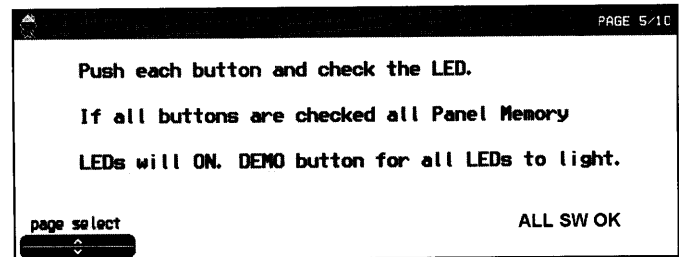 PAGE 5/10
Push each button and check the LED.
If all buttons are checked all Panel Memory
LEDs will ON. DEMO button for all LEDs to light.
page select
ALL SW OK